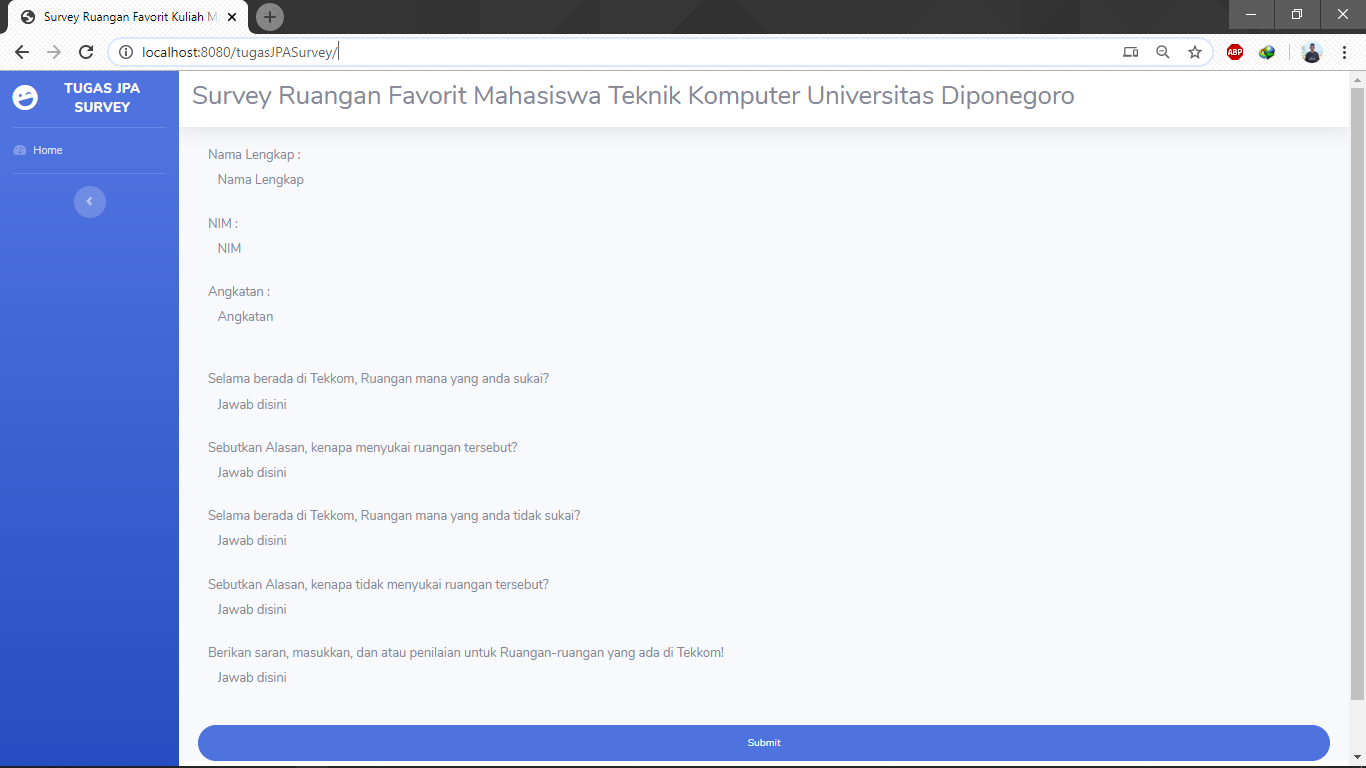 Survey Ruangan Favorit Kuliah M
localhost:8080/tugasJPASurvey/
ABP
TUGAS JPA
SURVEY
Home
Survey Ruangan Favorit Mahasiswa Teknik Komputer Universitas Diponegoro
Nama Lengkap :
Nama Lengkap
NIM :
NIM
Angkatan :
Angkatan
Selama berada di Tekkom, Ruangan mana yang anda sukai?
Jawab disini
Sebutkan Alasan, kenapa menyukai ruangan tersebut?
Jawab disini
Selama berada di Tekkom, Ruangan mana yang anda tidak sukai?
Jawab disini
Sebutkan Alasan, kenapa tidak menyukai ruangan tersebut?
Jawab disini
Berikan saran, masukkan, dan atau penilaian untuk Ruangan-ruangan yang ada di Tekkom!
Jawab disini
Submit